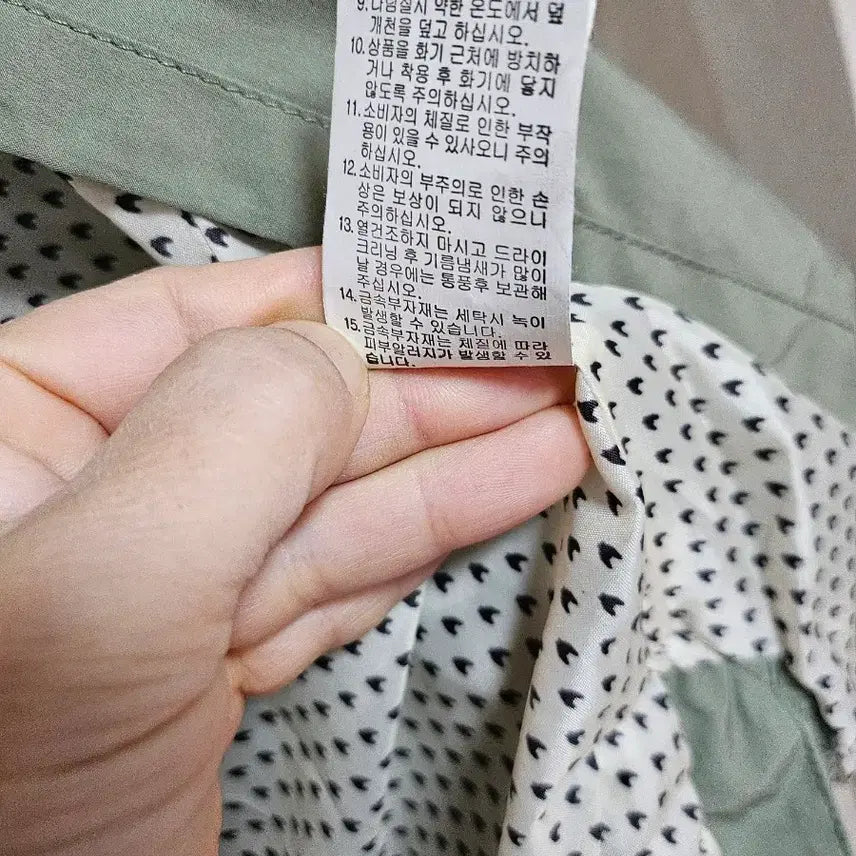 9.다림질시 약한 온도에서 덮
개천을 덮고 하십시오.
10.상품을 화기 근처에 방치하
거나 착용 후 화기에 닿지
않도록 주의하십시오.
11.소비자의 체질로 인한 부작
용이 있을 수 있사오니 주의
하십시오.
12.소비자의 부주의로 인한 손
상은 보상이 되지 않으니
주의하십시오.
13.열건조하지 마시고 드라이
크리닝 후 기름냄새가 많이
날 경우에는 통풍후 보관해
주십시오.
14.금속부자재는 세탁시 녹이
발생할 수 있습니다.
15.금속부자재는 체질에 따라
피부알러지가 발생할 수 있
습니다.